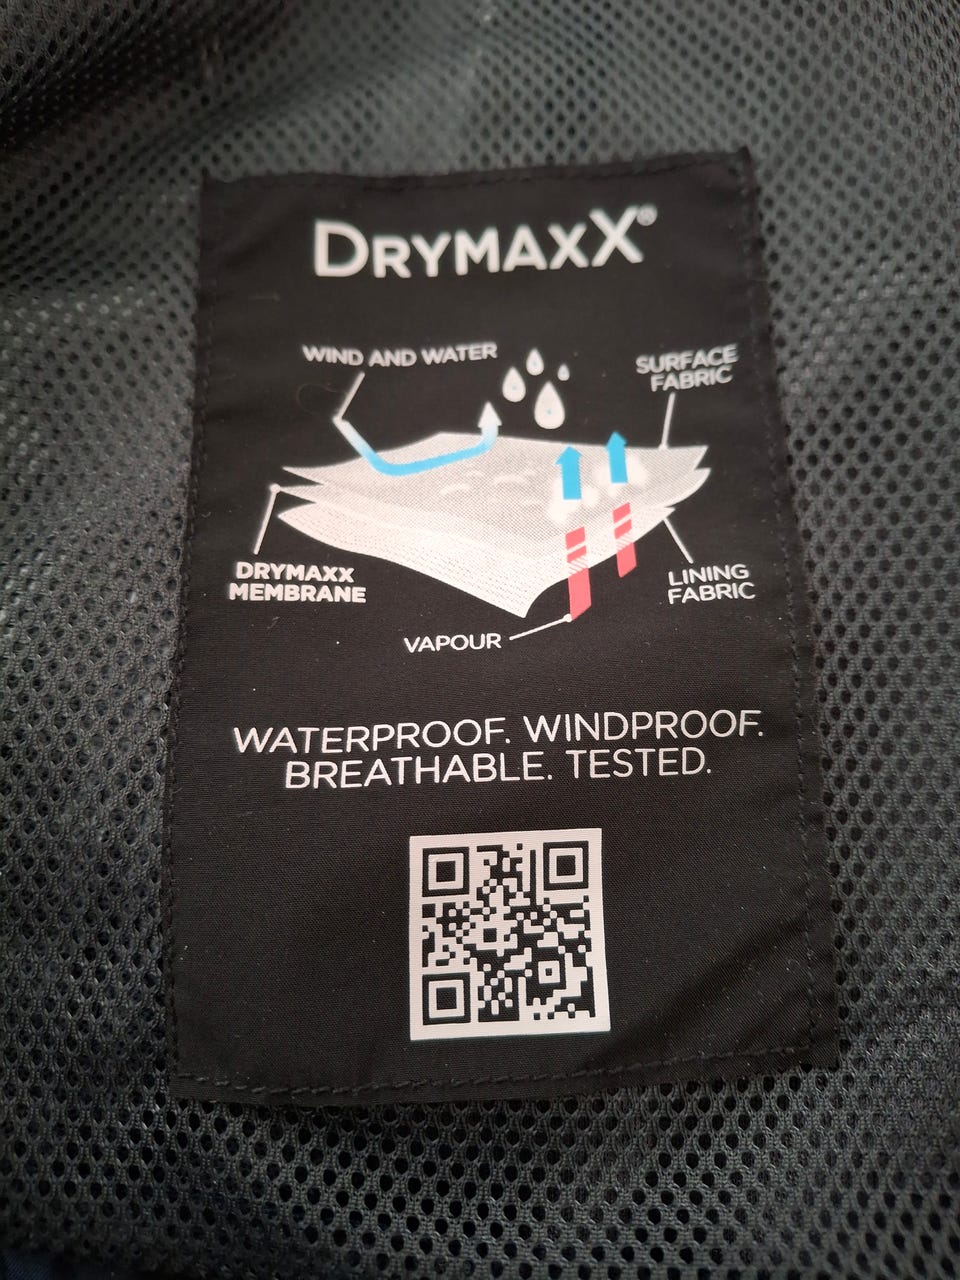 DRYMAXX®
WIND AND WATER
SURFACE
FABRIC
DRYMAXX
MEMBRANE
LINING
FABRIC
VAPOUR
WATERPROOF. WINDPROOF.
BREATHABLE. TESTED.